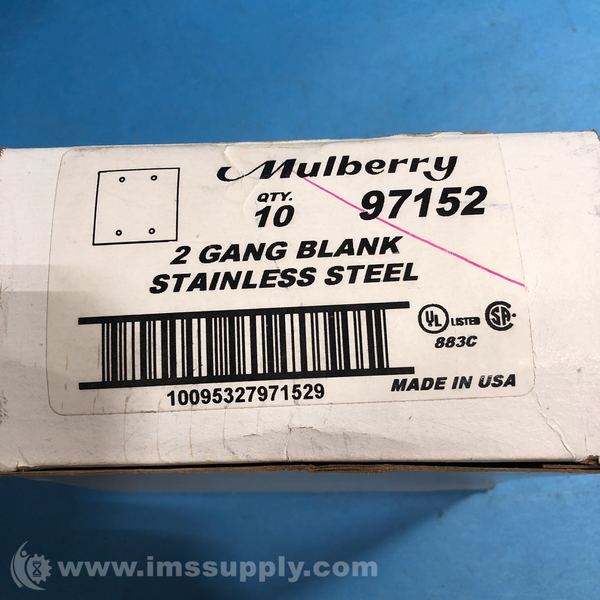 Mulberry
QTY.
10
97152
2 GANG BLANK
STAINLESS STEEL
UL LISTED SA
883C
10095327971529
MADE IN USA
www.imssupply.com